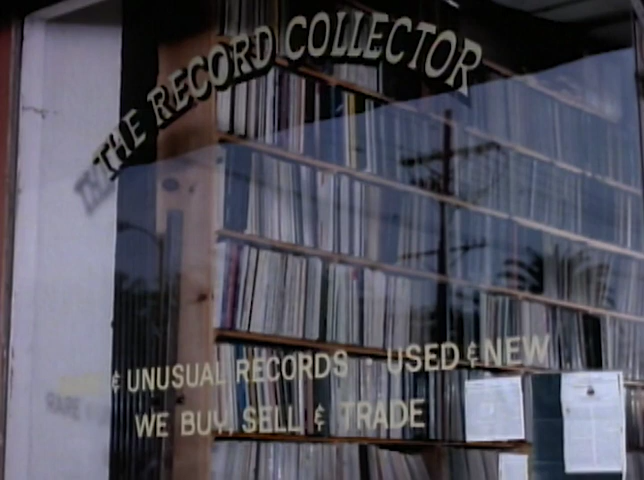 THE RECORD COLLECTOR
& UNUSUAL RECORDS · USED & NEW
WE BUY, SELL & TRADE